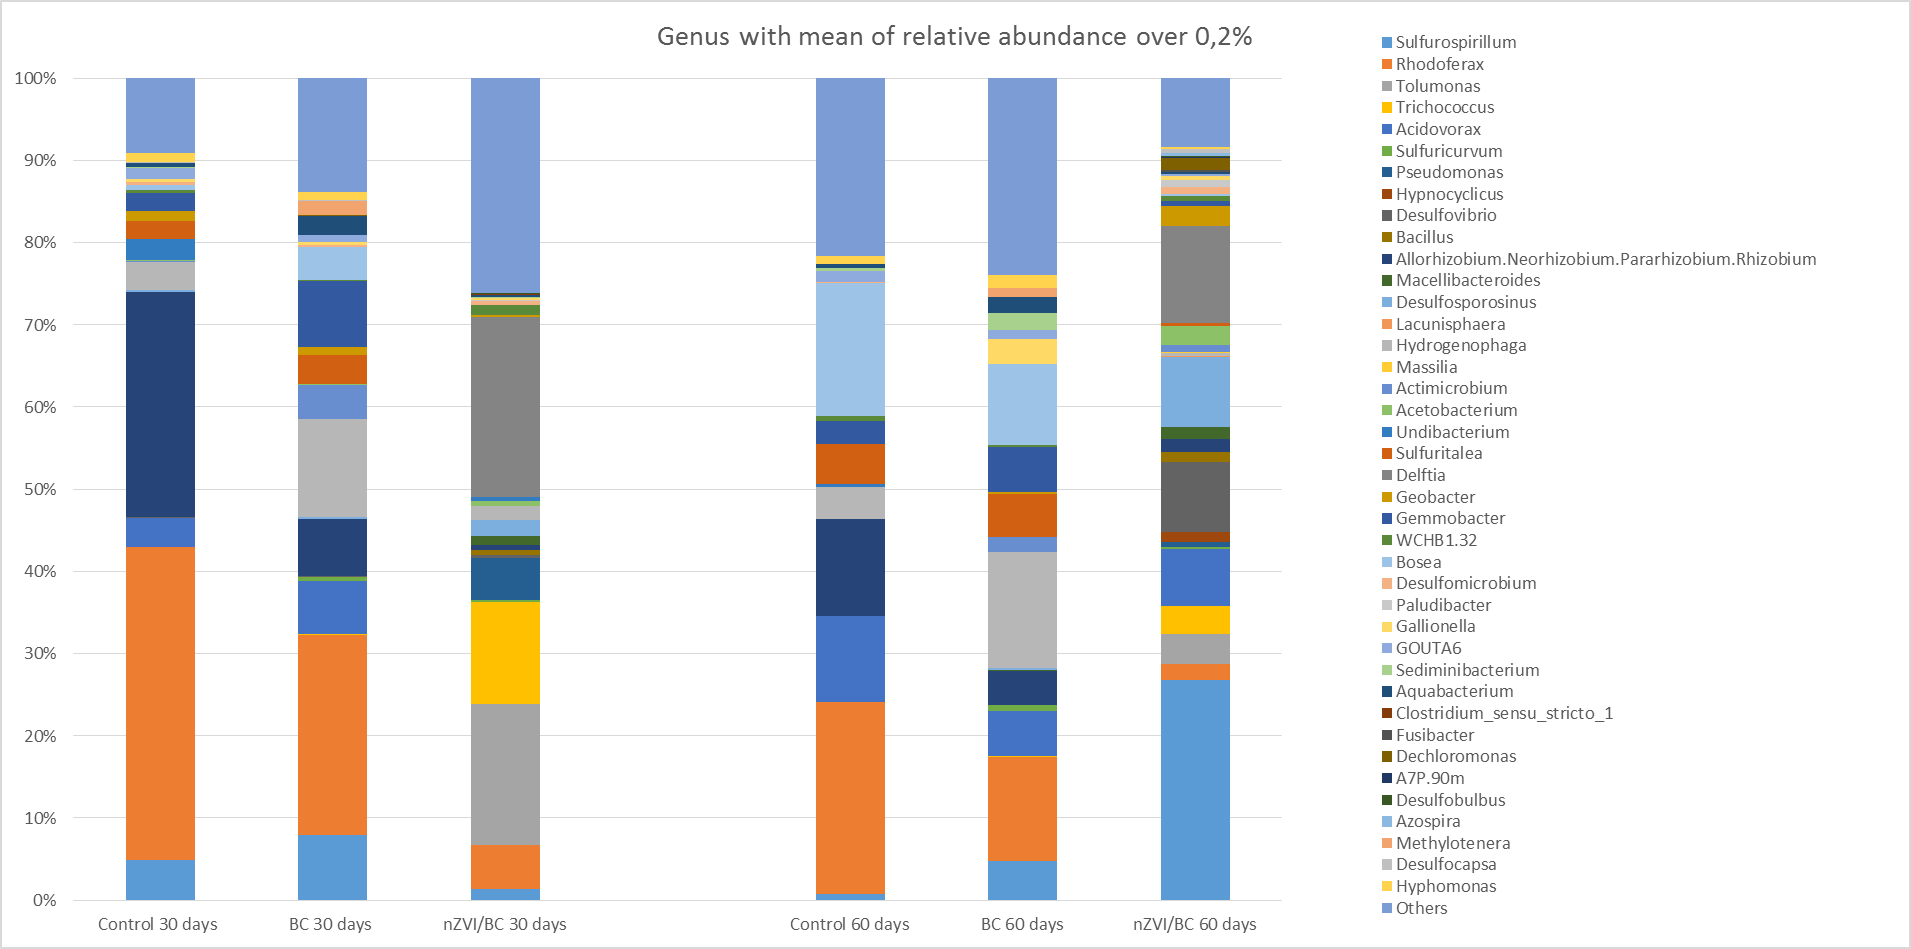 Genus with mean of relative abundance over 0,2%
100%
90%
80%
70%
60%
50%
40%
30%
20%
10%
0%
Control 30 days
BC 30 days
nZVI/BC 30 days
Control 60 days
BC 60 days
nZVI/BC 60 days
Sulfurospirillum
Rhodoferax
Tolumonas
Trichococcus
Acidovorax
Sulfuricurvum
Pseudomonas
Hypnocyclicus
Desulfovibrio
Bacillus
Allorhizobium.Neorhizobium.Pararhizobium.Rhizobium
Macellibacteroides
Desulfosporosinus
Lacunisphaera
Hydrogenophaga
Massilia
Actimicrobium
Acetobacterium
Undibacterium
Sulfuritalea
Delftia
Geobacter
Gemmobacter
WCHB1.32
Bosea
Desulfomicrobium
Paludibacter
Gallionella
GOUTA6
Sediminibacterium
Aquabacterium
Clostridium_sensu_stricto_1
Fusibacter
Dechloromonas
A7P.90m
Desulfobulbus
Azospira
Methylotenera
Desulfocapsa
Hyphomonas
Others